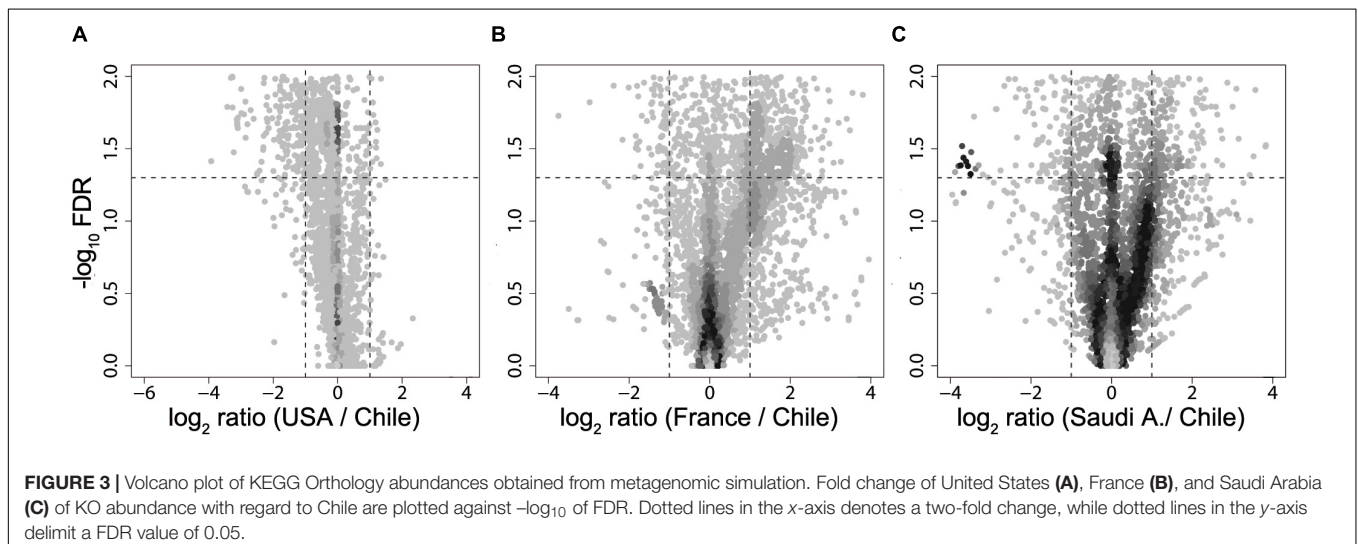 A
B
C
-log10 FDR
0.0 0.5 1.0 1.5 2.0
−6 −4 −2 0 2 4
log2 ratio (USA / Chile)
0.0 0.5 1.0 1.5 2.0
−4 −2 0 2 4
log2 ratio (France / Chile)
0.0 0.5 1.0 1.5 2.0
−4 −2 0 2 4
log2 ratio (Saudi A./ Chile)
FIGURE 3 | Volcano plot of KEGG Orthology abundances obtained from metagenomic simulation. Fold change of United States (A), France (B), and Saudi Arabia
(C) of KO abundance with regard to Chile are plotted against −log10 of FDR. Dotted lines in the x-axis denotes a two-fold change, while dotted lines in the y-axis
delimit a FDR value of 0.05.